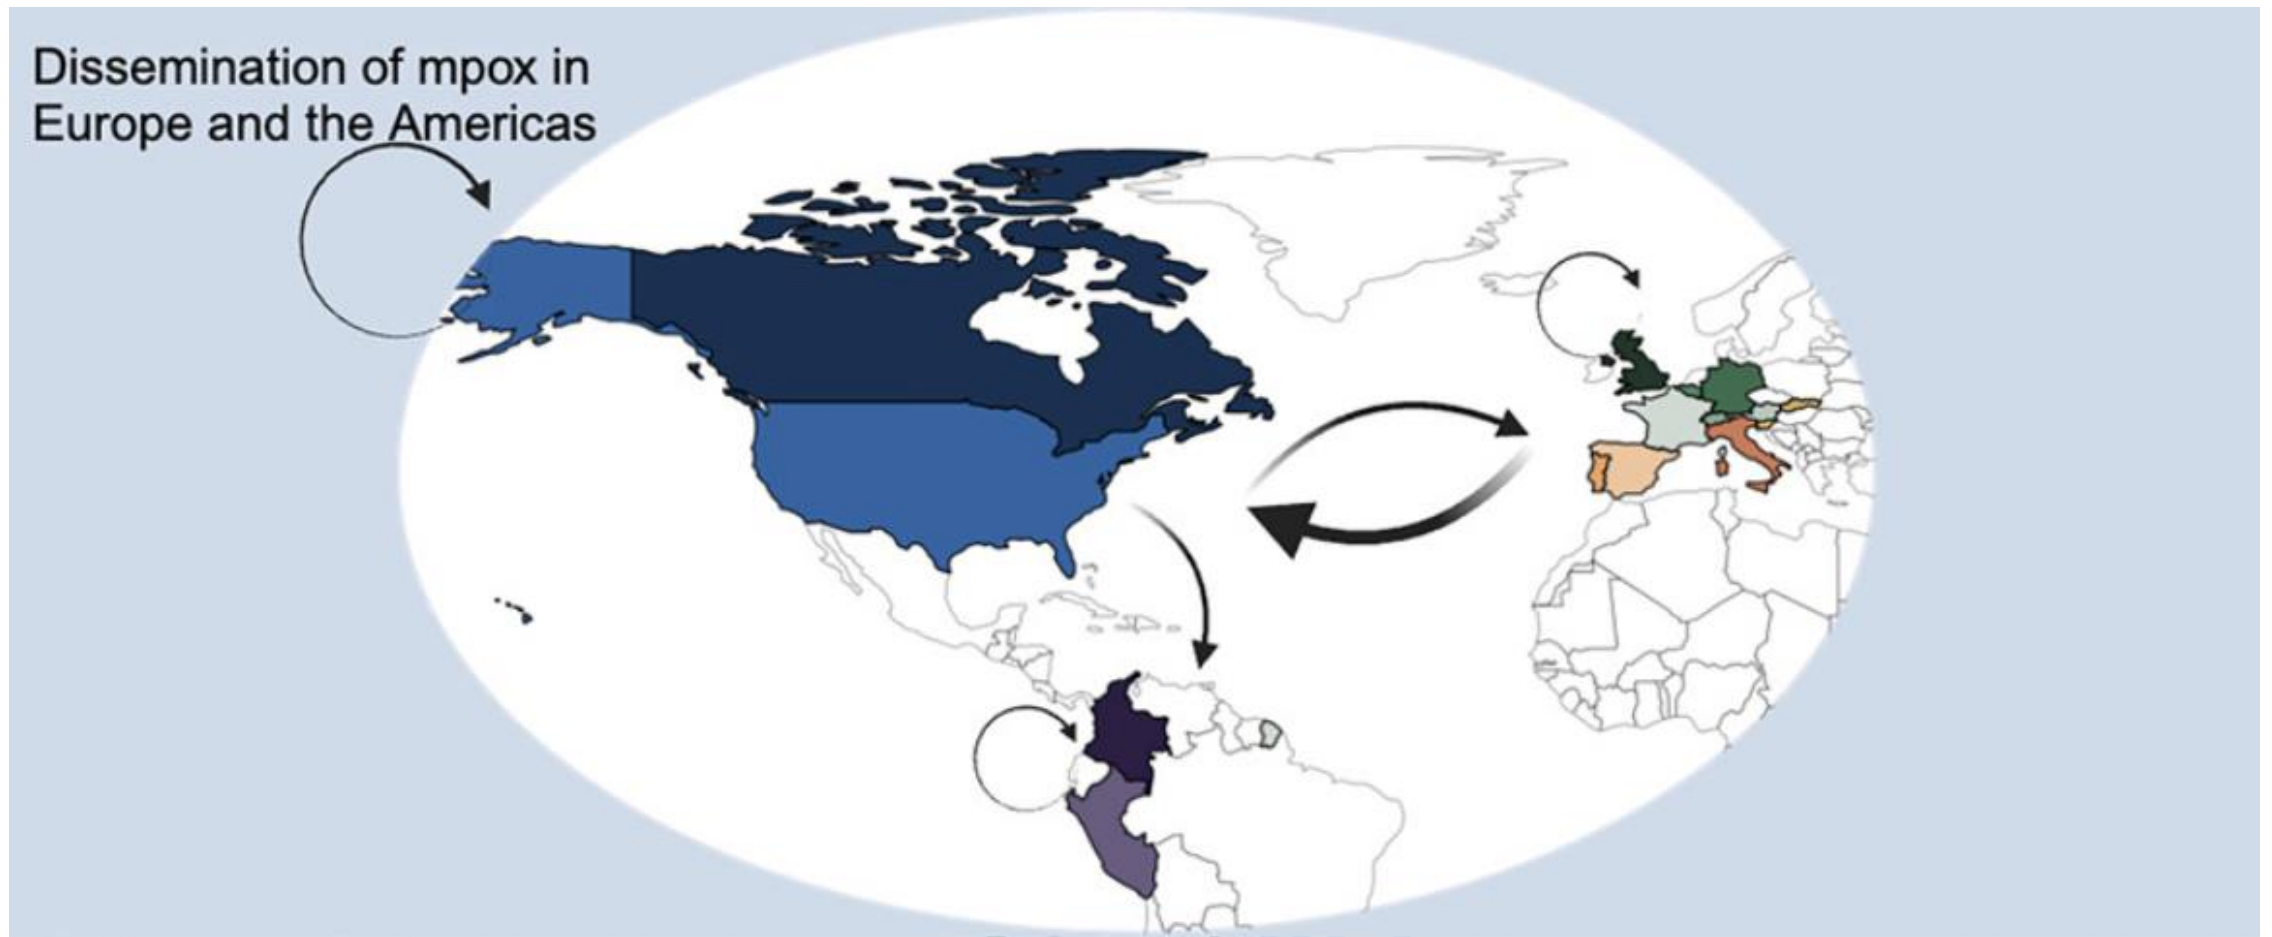 Dissemination of mpox in
Europe and the Americas